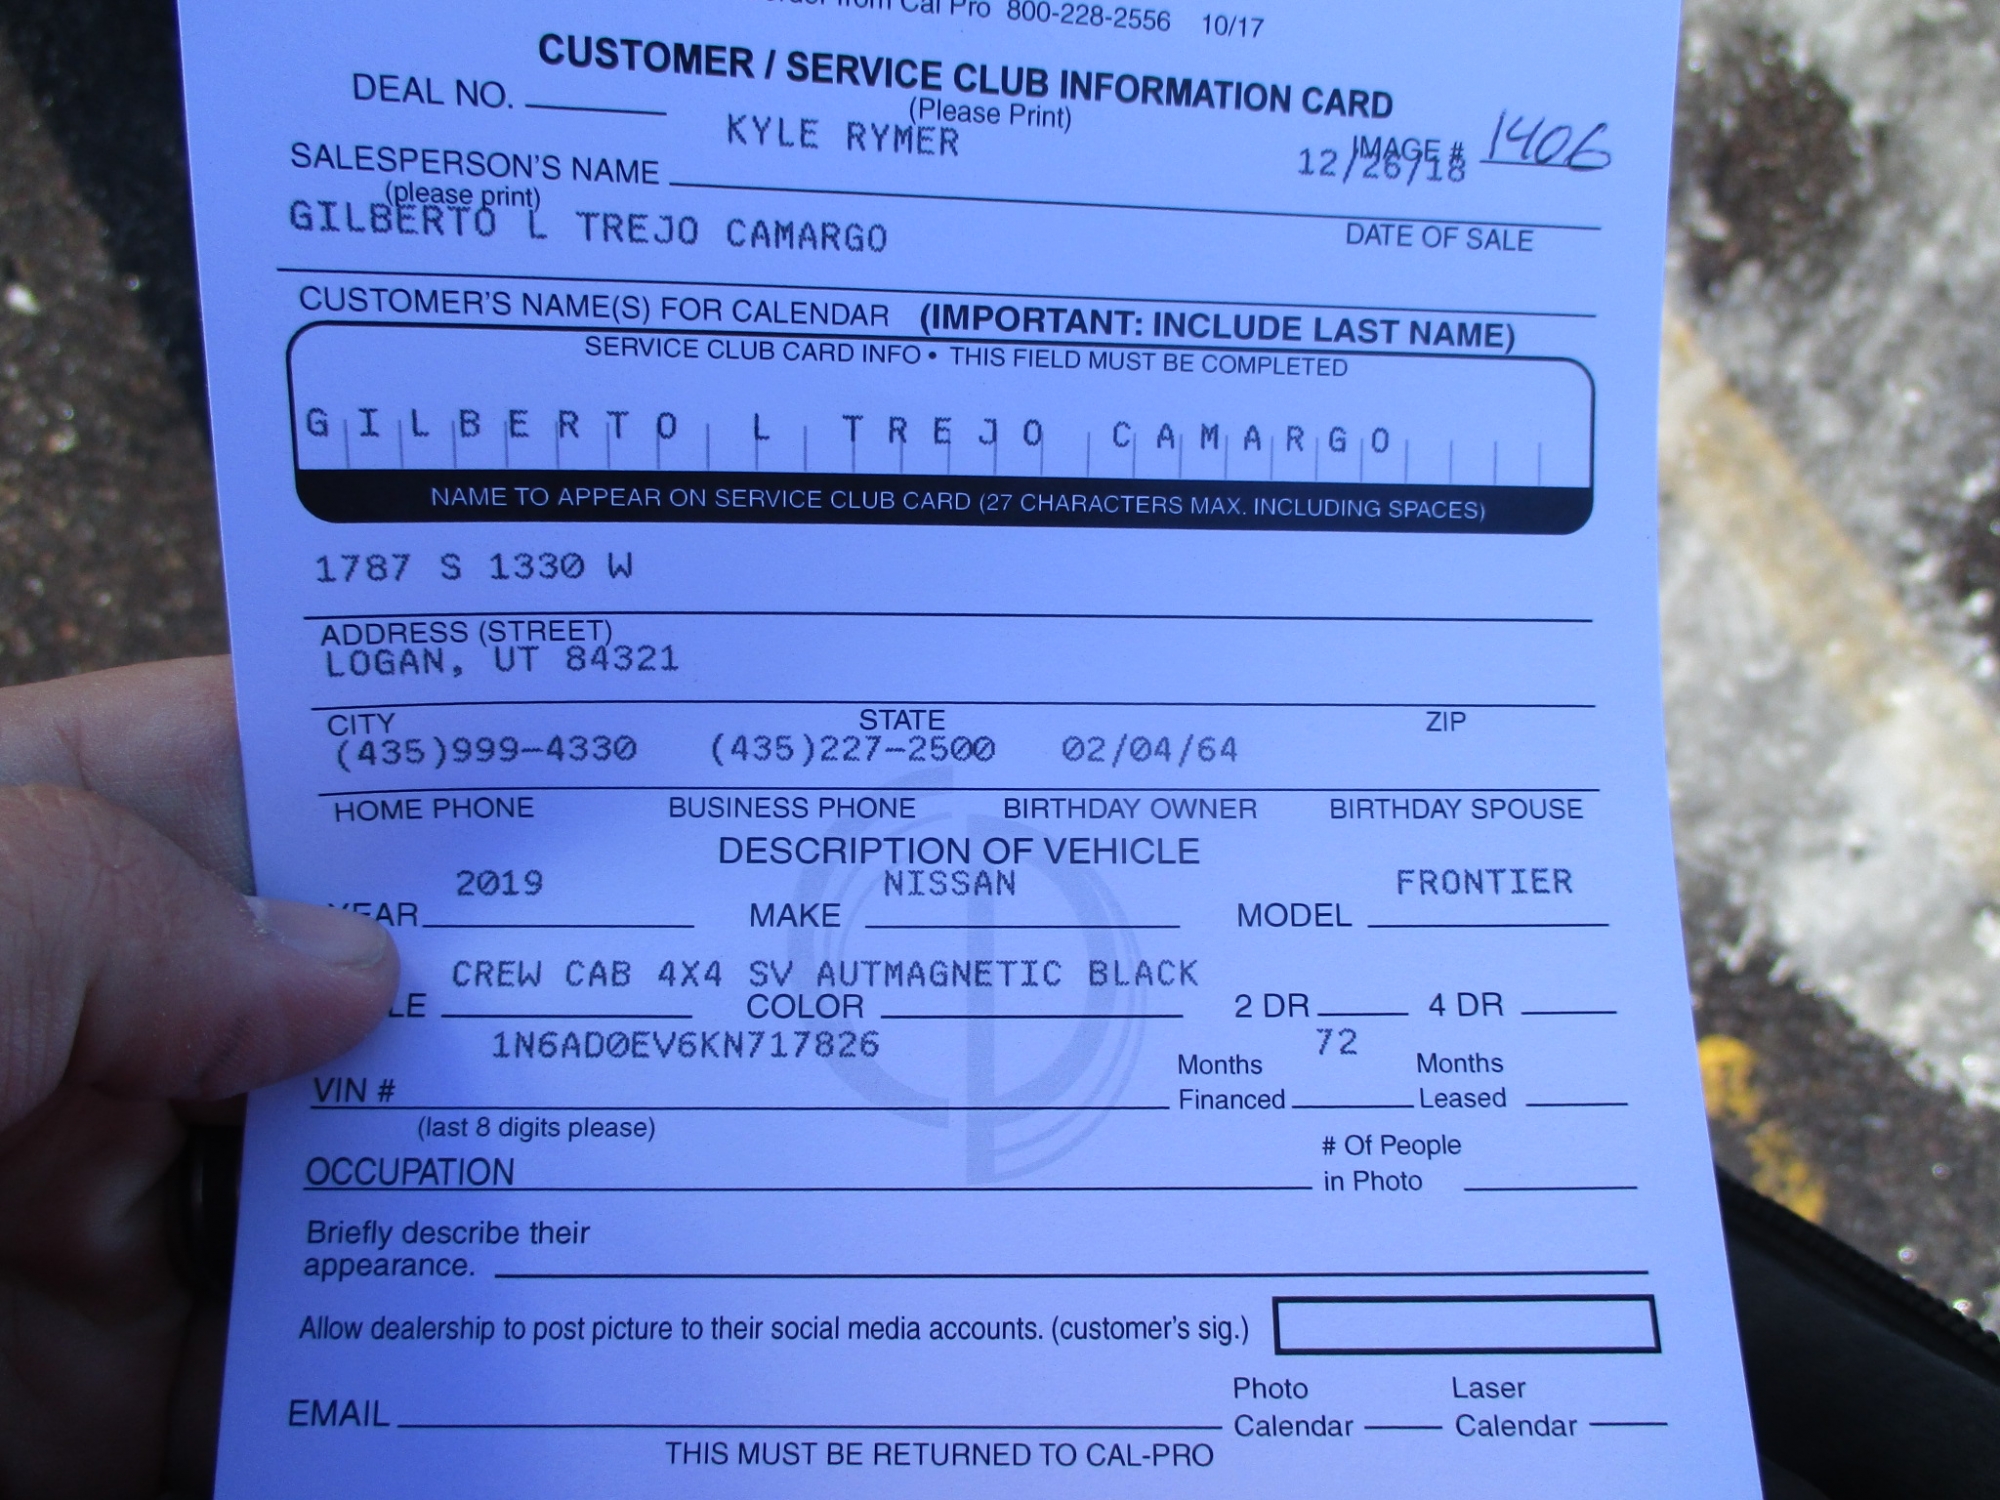 from Cal Pro 800-228-2556 10/17
CUSTOMER / SERVICE CLUB INFORMATION CARD
DEAL NO.
(Please Print)
KYLE RYMER
IMAGE # 1406
SALESPERSON'S NAME
12/26/18
(please print)
GILBERTO L TREJO CAMARGO
DATE OF SALE
CUSTOMER'S NAME(S) FOR CALENDAR (IMPORTANT: INCLUDE LAST NAME)
SERVICE CLUB CARD INFO • THIS FIELD MUST BE COMPLETED
GILBERTO L TREJO CAMARGO
NAME TO APPEAR ON SERVICE CLUB CARD (27 CHARACTERS MAX. INCLUDING SPACES)
1787 S 1330 W
ADDRESS (STREET)
LOGAN, UT 84321
CITY STATE ZIP
(435)999-4330 (435)227-2500 02/04/64
HOME PHONE BUSINESS PHONE BIRTHDAY OWNER BIRTHDAY SPOUSE
DESCRIPTION OF VEHICLE
2019 NISSAN FRONTIER
YEAR MAKE MODEL
CREW CAB 4X4 SV AUTMAGNETIC BLACK
COLOR 2 DR 4 DR
1N6AD0EV6KN717826 72
VIN # Months Financed Months Leased
(last 8 digits please)
OCCUPATION # Of People in Photo
Briefly describe their
appearance.
Allow dealership to post picture to their social media accounts. (customer's sig.)
EMAIL Photo Calendar Laser Calendar
THIS MUST BE RETURNED TO CAL-PRO